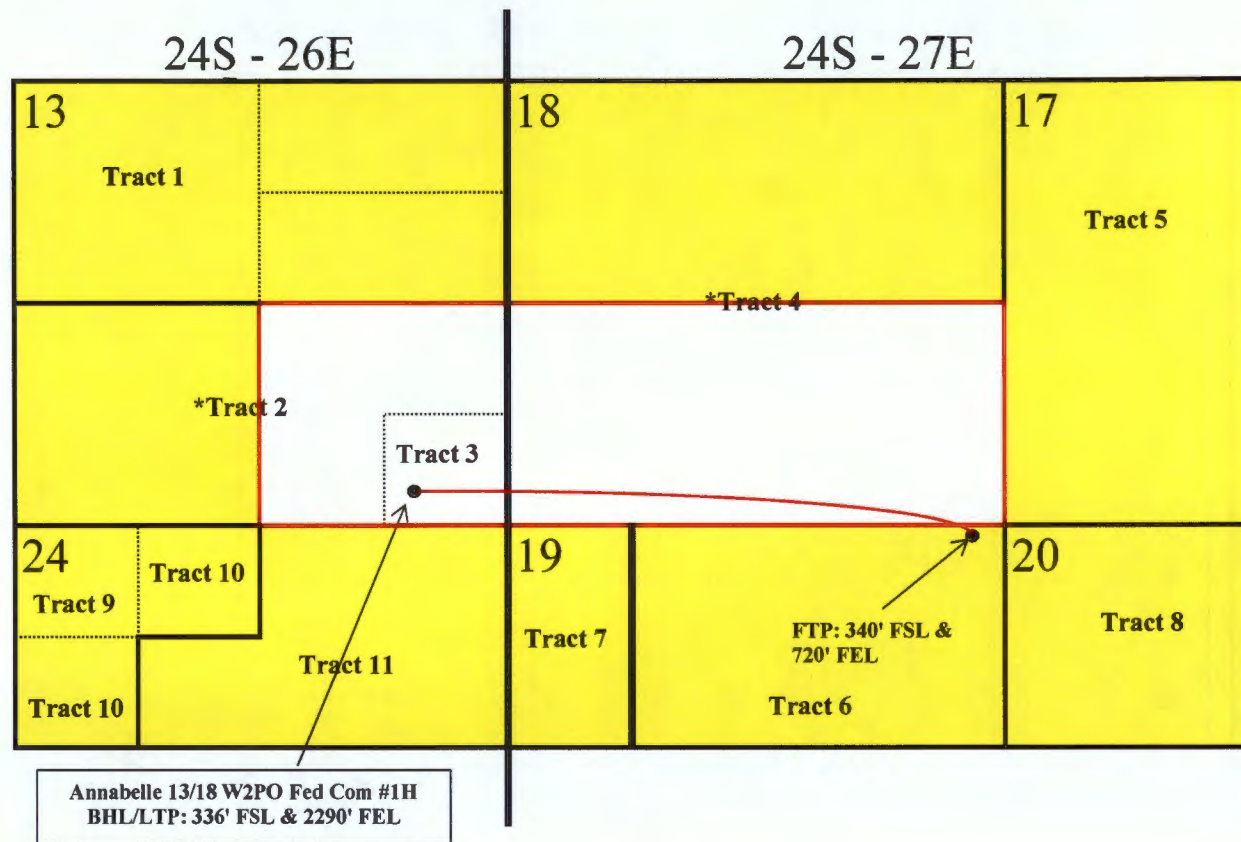 24S - 26E
24S - 27E
13
18
17
Tract 1
Tract 5
*Tract 4
*Tract 2
Tract 3
24
19
20
Tract 10
Tract 9
Tract 7
FTP: 340' FSL &
720' FEL
Tract 8
Tract 11
Tract 10
Tract 6
Annabelle 13/18 W2PO Fed Com #1H
BHL/LTP: 336' FSL & 2290' FEL